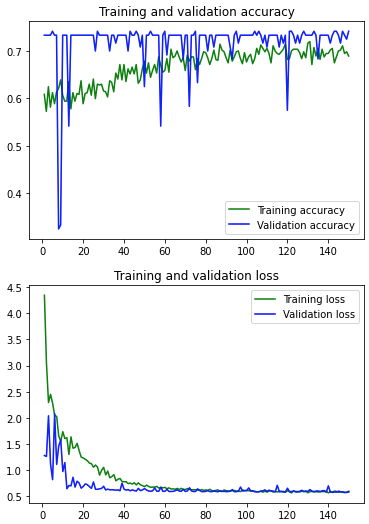 Training and validation accuracy
0.7
0.6
0.5
0.4
Training accuracy
Validation accuracy
0 20 40 60 80 100 120 140
Training and validation loss
4.5
4.0
3.5
3.0
2.5
2.0
1.5
1.0
0.5
Training loss
Validation loss
0 20 40 60 80 100 120 140